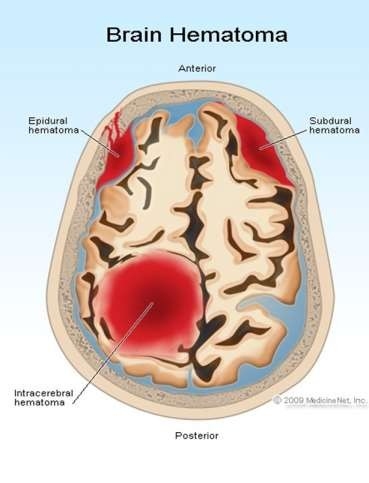 Brain Hematoma
Anterior
Epidural
hematoma
Subdural
hematoma
Intracerebral
hematoma
© 2009 MedicineNet, Inc.
Posterior